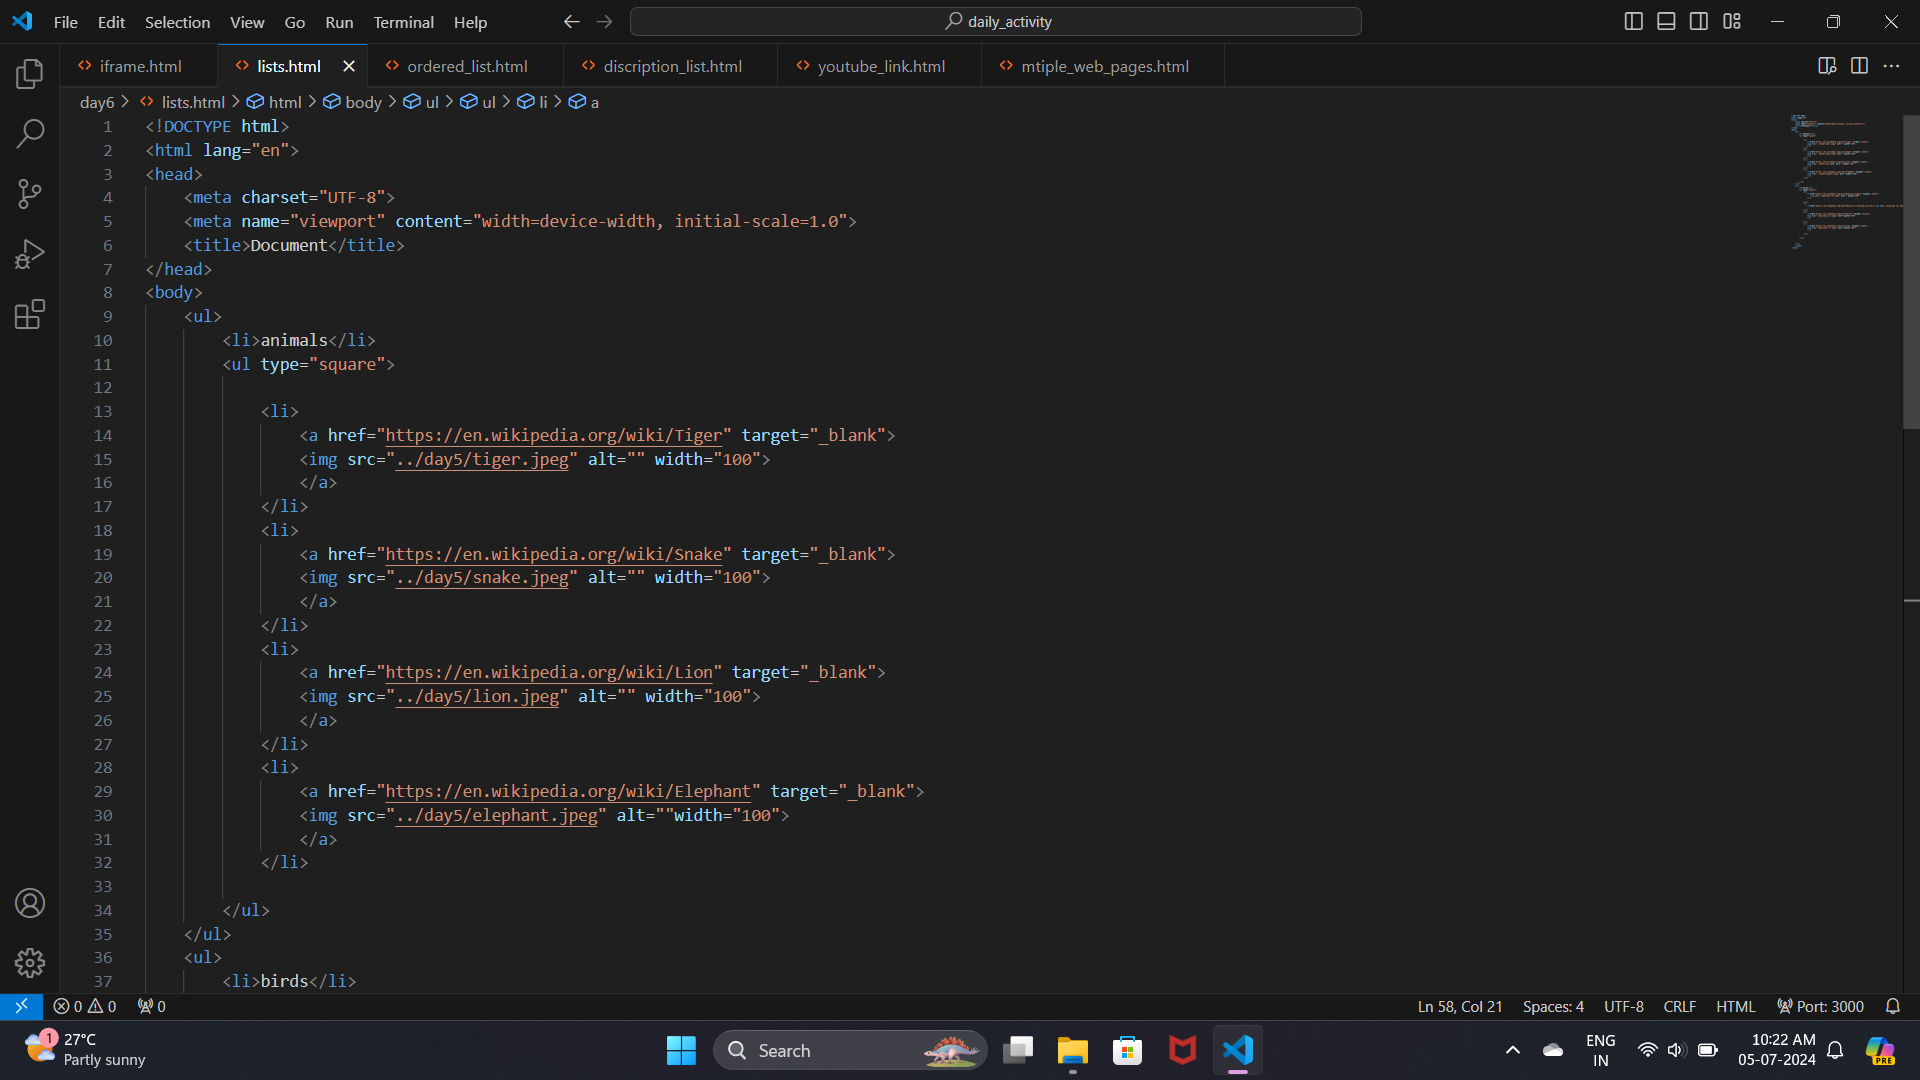 File Edit Selection View Go Run Terminal Help daily_activity
iframe.html lists.html ordered_list.html discription_list.html youtube_link.html mtiple_web_pages.html
day6 > lists.html > html > body > ul > ul > li > a
1 <!DOCTYPE html>
2 <html lang="en">
3 <head>
4 <meta charset="UTF-8">
5 <meta name="viewport" content="width=device-width, initial-scale=1.0">
6 <title>Document</title>
7 </head>
8 <body>
9 <ul>
10 <li>animals</li>
11 <ul type="square">
12
13 <li>
14 <a href="https://en.wikipedia.org/wiki/Tiger" target="_blank">
15 <img src="../day5/tiger.jpeg" alt="" width="100">
16 </a>
17 </li>
18 <li>
19 <a href="https://en.wikipedia.org/wiki/Snake" target="_blank">
20 <img src="../day5/snake.jpeg" alt="" width="100">
21 </a>
22 </li>
23 <li>
24 <a href="https://en.wikipedia.org/wiki/Lion" target="_blank">
25 <img src="../day5/lion.jpeg" alt="" width="100">
26 </a>
27 </li>
28 <li>
29 <a href="https://en.wikipedia.org/wiki/Elephant" target="_blank">
30 <img src="../day5/elephant.jpeg" alt=""width="100">
31 </a>
32 </li>
33
34 </ul>
35 </ul>
36 <ul>
37 <li>birds</li>
0 0 0 Ln 58, Col 21 Spaces: 4 UTF-8 CRLF HTML Port: 3000
1 27°C
Partly sunny
Search
ENG
IN
10:22 AM
05-07-2024
PRE